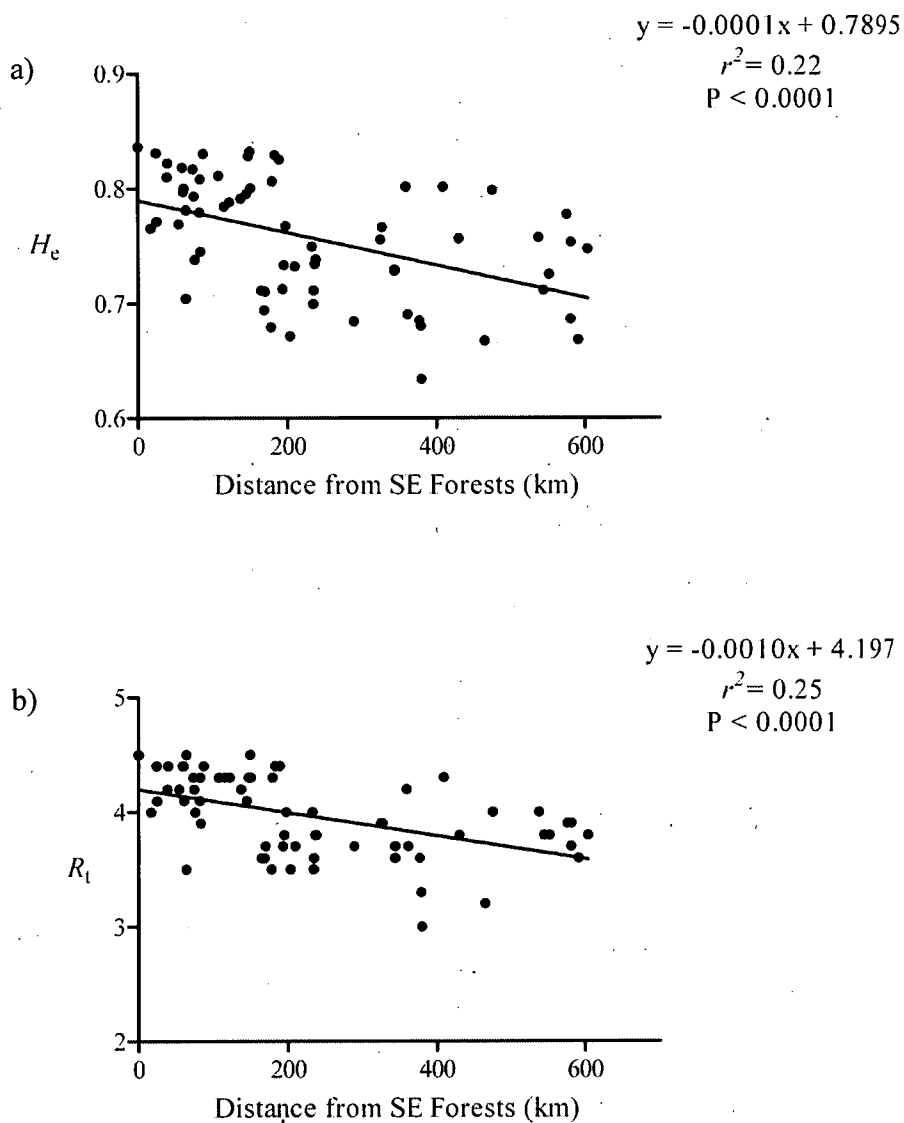 a)
y = -0.0001x + 0.7895
r² = 0.22
P < 0.0001
0.9
0.8
0.7
0.6
He
0
200
400
600
Distance from SE Forests (km)
b)
y = -0.0010x + 4.197
r² = 0.25
P < 0.0001
5
4
3
2
Rt
0
200
400
600
Distance from SE Forests (km)